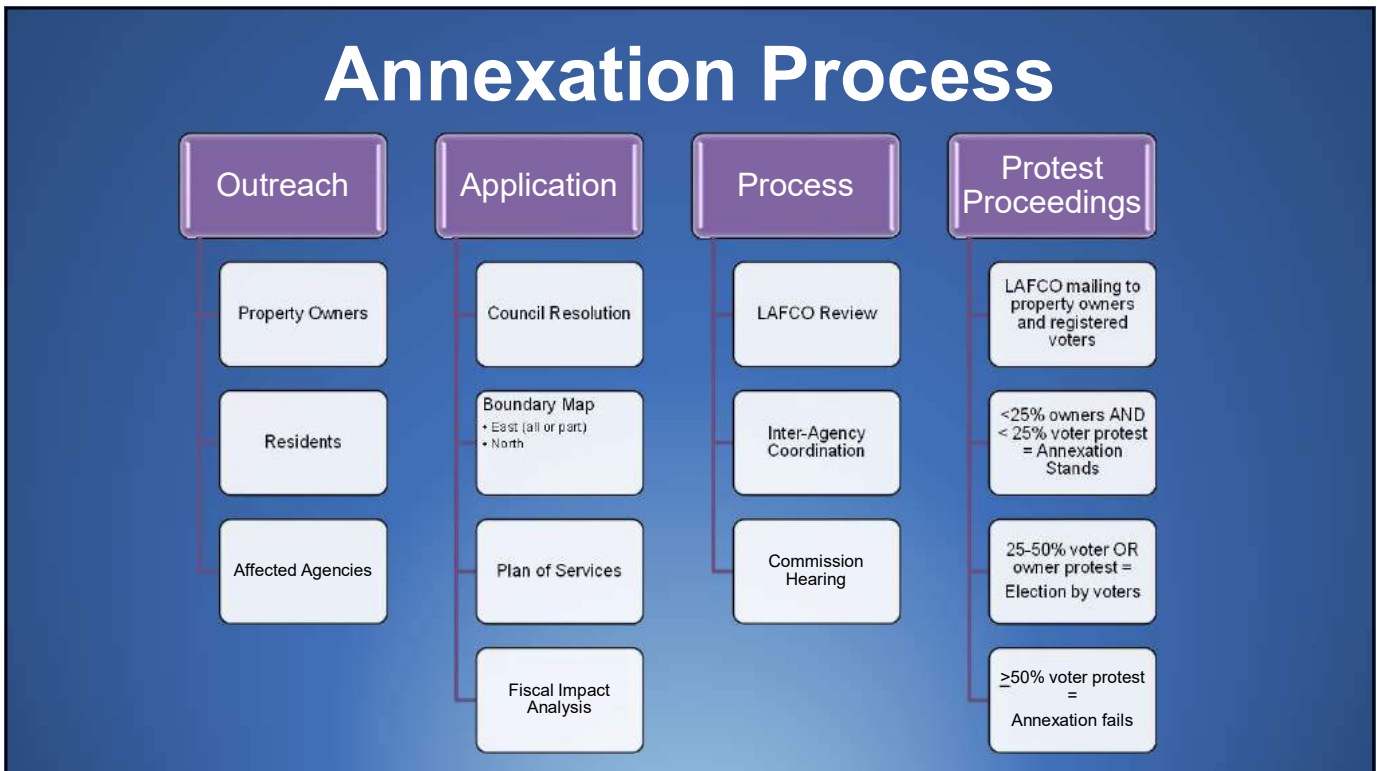 Annexation Process
Outreach
Property Owners
Residents
Affected Agencies
Application
Council Resolution
Boundary Map
• East (all or part)
• North
Plan of Services
Fiscal Impact
Analysis
Process
LAFCO Review
Inter-Agency
Coordination
Commission
Hearing
Protest
Proceedings
LAFCO mailing to
property owners
and registered
voters
<25% owners AND
< 25% voter protest
= Annexation
Stands
25-50% voter OR
owner protest =
Election by voters
≥50% voter protest
=
Annexation fails